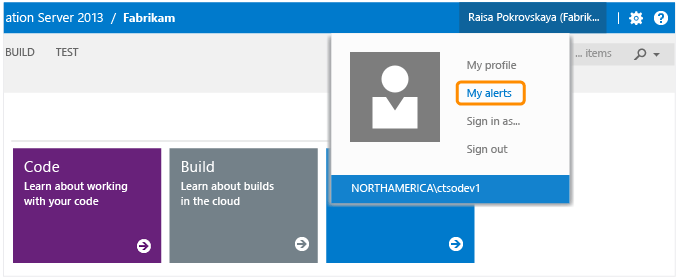 ation Server 2013 / Fabrikam
Raisa Pokrovskaya (Fabrik...
BUILD TEST
... items
My profile
My alerts
Sign in as...
Sign out
NORTHAMERICA\ctsodev1
Code
Learn about working
with your code
Build
Learn about builds
in the cloud